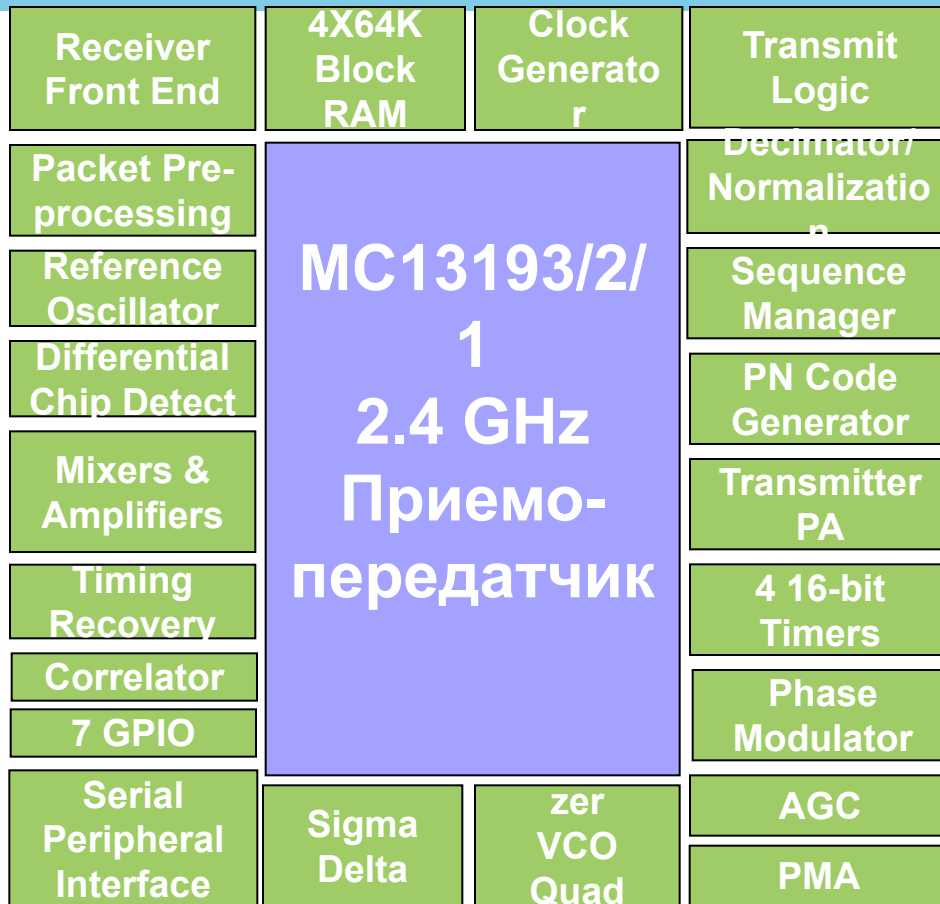 Receiver
Front End
4X64K
Block
RAM
Clock
Generato
r
Transmit
Logic
Packet Pre-
processing
Decimator/
Normalizatio
n
Reference
Oscillator
Sequence
Manager
Differential
Chip Detect
PN Code
Generator
MC13193/2/
1
2.4 GHz
Приемо-
передатчик
Mixers &
Amplifiers
Transmitter
PA
Timing
Recovery
4 16-bit
Timers
Correlator
7 GPIO
Phase
Modulator
Serial
Peripheral
Interface
Sigma
Delta
zer
VCO
Quad
AGC
PMA